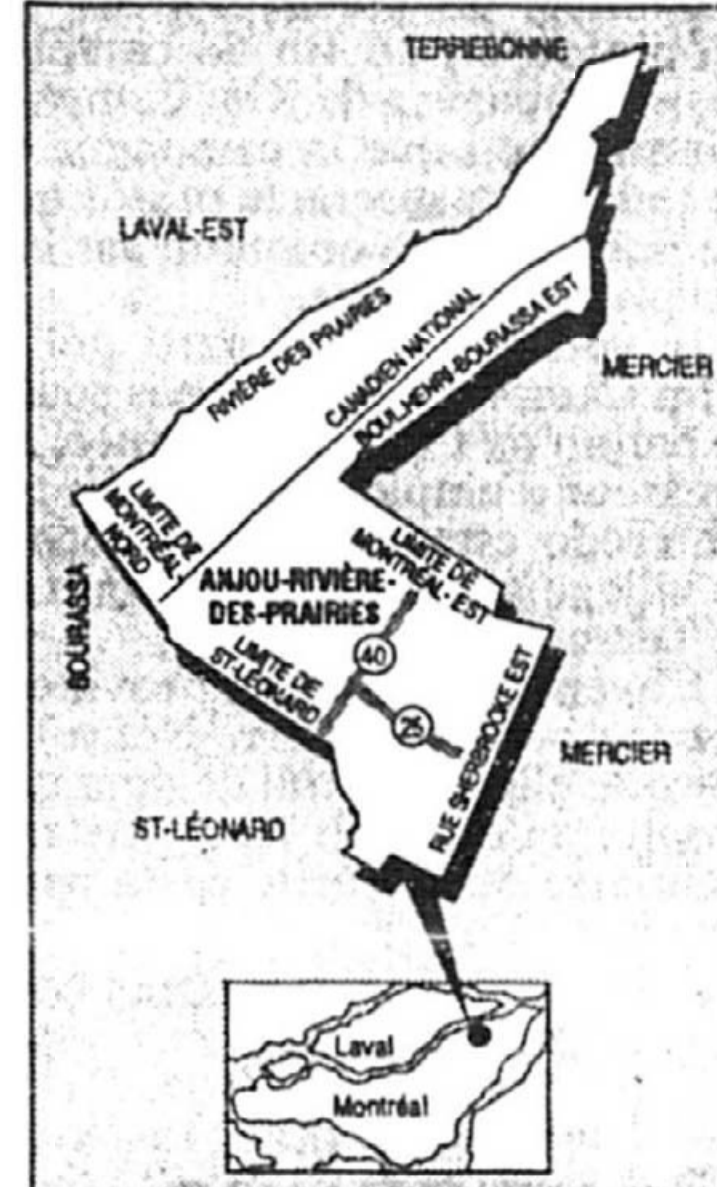 TERREBONNE
LAVAL-EST
RIVIÈRE DES PRAIRIES
CANADIEN NATIONAL
BOUL.HENRI-BOURASSA EST
MERCIER
LIMITE DE
MONTRÉAL-
NORD
LIMITE DE
MONTRÉAL-EST
BOURASSA
ANJOU-RIVIÈRE-
DES-PRAIRIES
LIMITE DE
ST-LÉONARD
40
25
RUE SHERBROOKE EST
MERCIER
ST-LÉONARD
Laval
Montréal